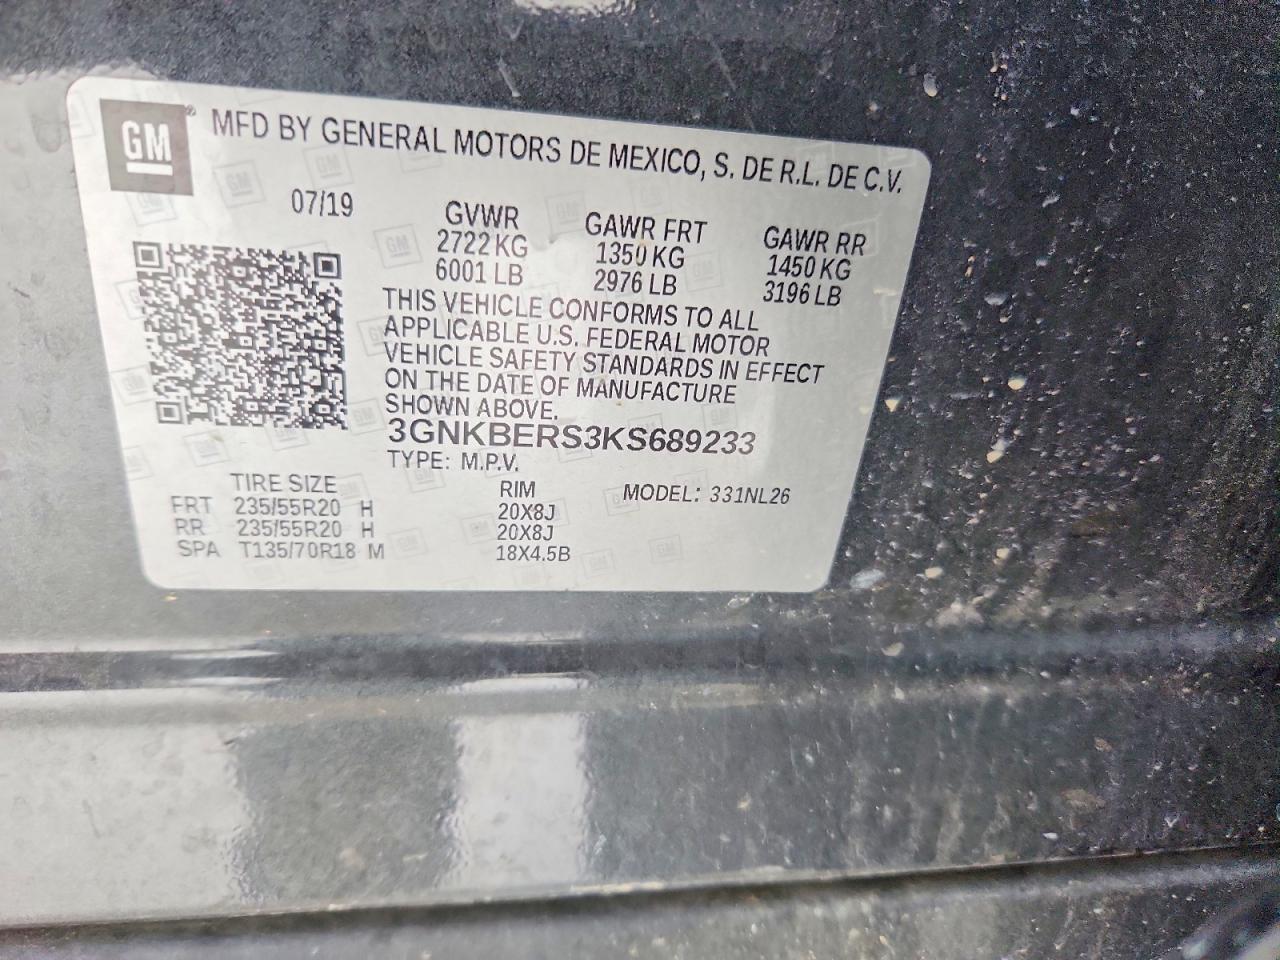 GM
MFD BY GENERAL MOTORS DE MEXICO, S. DE R.L. DE C.V.
07/19
GVWR GAWR FRT GAWR RR
2722 KG 1350 KG 1450 KG
6001 LB 2976 LB 3196 LB
THIS VEHICLE CONFORMS TO ALL
APPLICABLE U.S. FEDERAL MOTOR
VEHICLE SAFETY STANDARDS IN EFFECT
ON THE DATE OF MANUFACTURE
SHOWN ABOVE.
3GNKBERS3KS689233
TYPE: M.P.V.
TIRE SIZE RIM MODEL: 331NL26
FRT 235/55R20 H 20X8J
RR 235/55R20 H 20X8J
SPA T135/70R18 M 18X4.5B